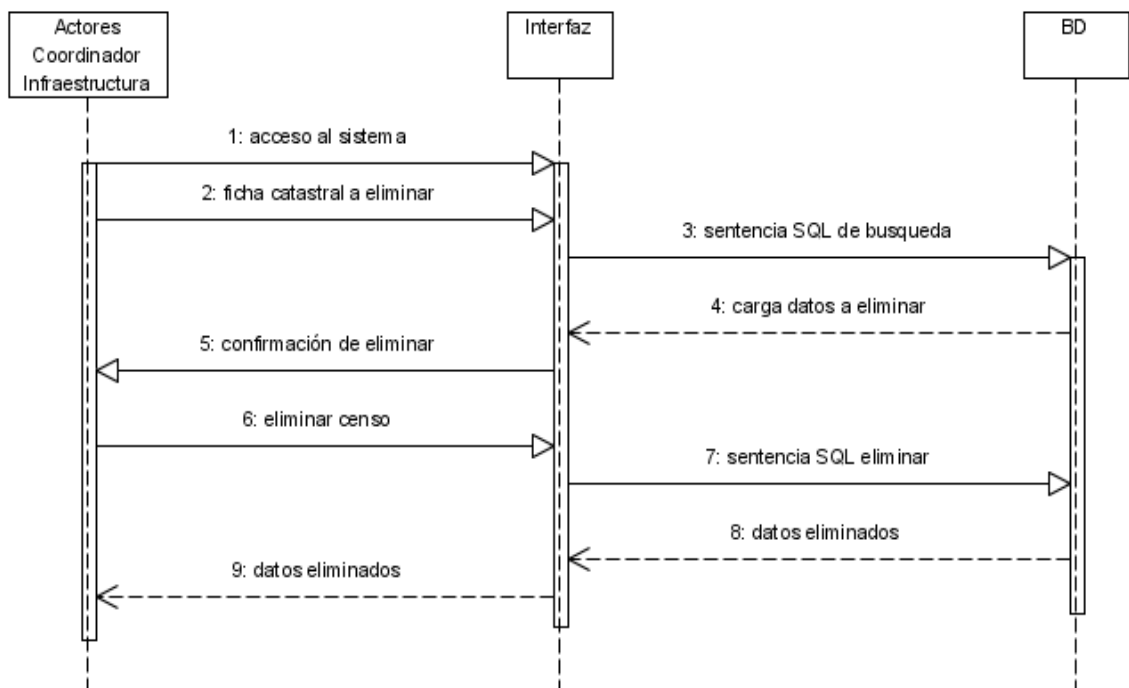 Actores
Coordinador
Infraestructura
Interfaz
BD
1: acceso al sistema
2: ficha catastral a eliminar
3: sentencia SQL de busqueda
4: carga datos a eliminar
5: confirmación de eliminar
6: eliminar censo
7: sentencia SQL eliminar
8: datos eliminados
9: datos eliminados